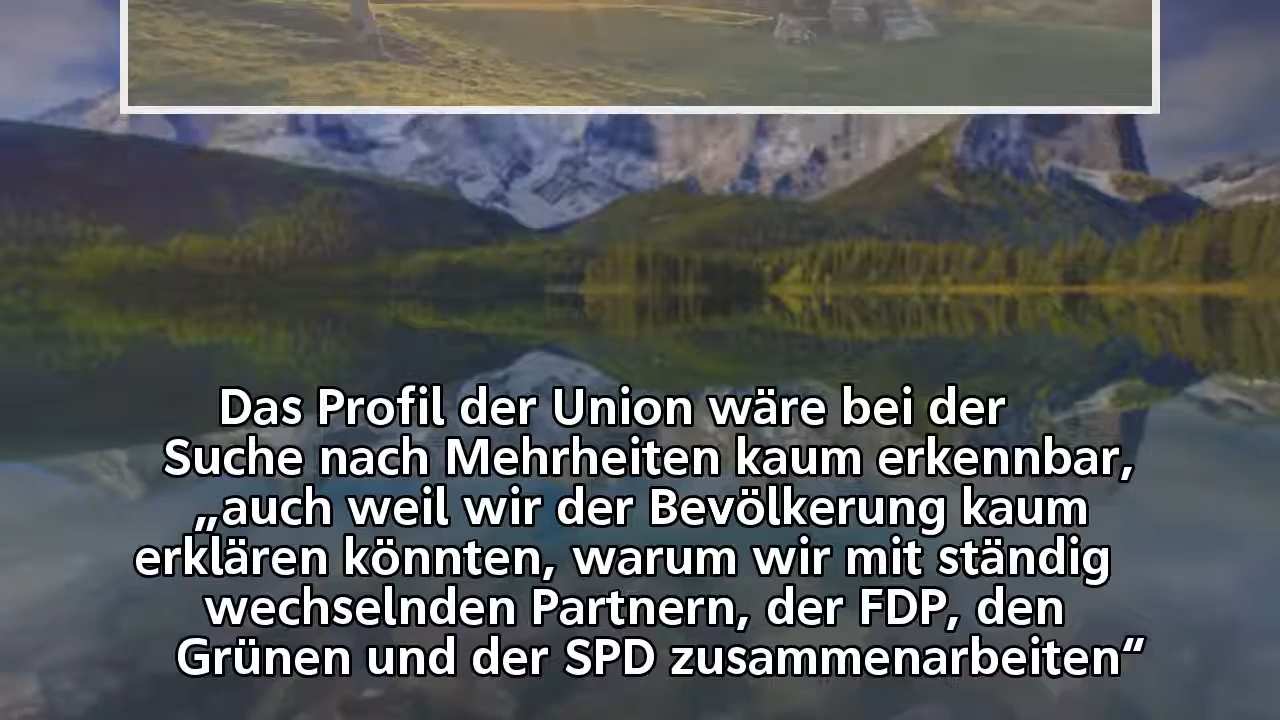 Das Profil der Union wäre bei der
Suche nach Mehrheiten kaum erkennbar,
„auch weil wir der Bevölkerung kaum
erklären könnten, warum wir mit ständig
wechselnden Partnern, der FDP, den
Grünen und der SPD zusammenarbeiten“